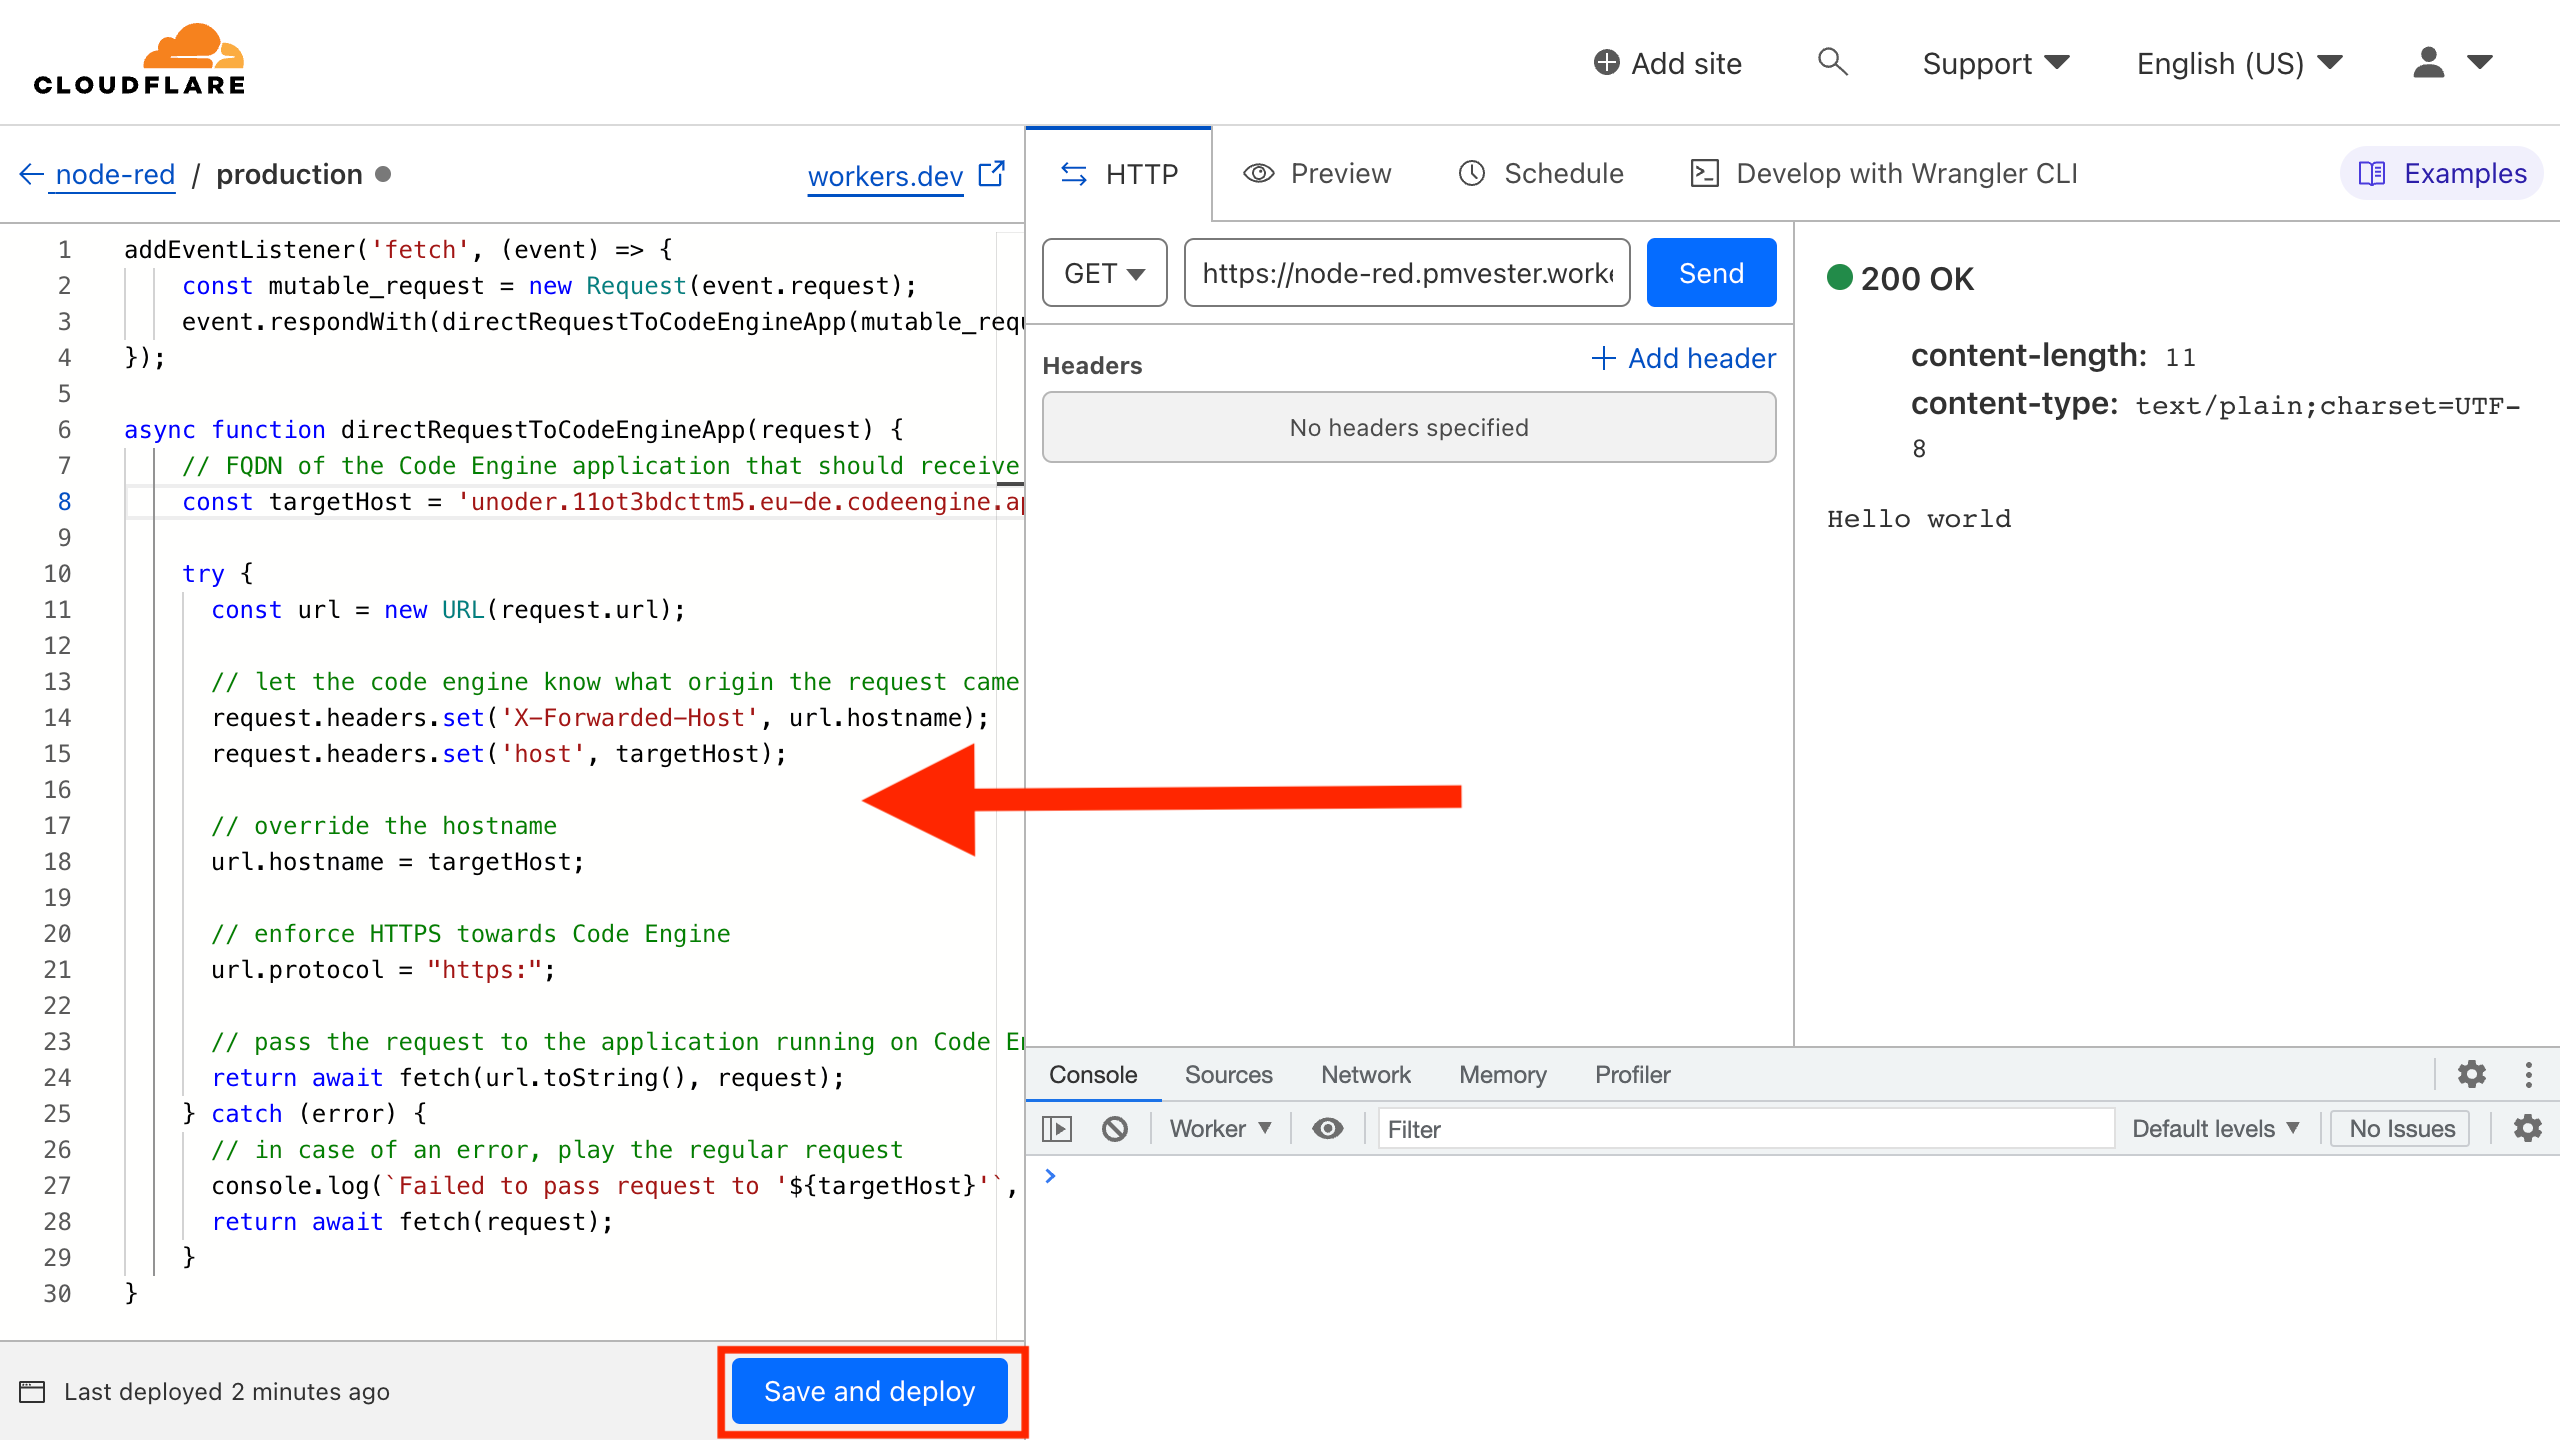 CLOUDFLARE
Add site
Support
English (US)
node-red / production
workers.dev
HTTP
Preview
Schedule
Develop with Wrangler CLI
Examples
1 addEventListener('fetch', (event) => {
2 const mutable_request = new Request(event.request);
3 event.respondWith(directRequestToCodeEngineApp(mutable_requ
4 });
5
6 async function directRequestToCodeEngineApp(request) {
7 // FQDN of the Code Engine application that should receive
8 const targetHost = 'unoder.11ot3bdcttm5.eu-de.codeengine.ap
9
10 try {
11 const url = new URL(request.url);
12
13 // let the code engine know what origin the request came
14 request.headers.set('X-Forwarded-Host', url.hostname);
15 request.headers.set('host', targetHost);
16
17 // override the hostname
18 url.hostname = targetHost;
19
20 // enforce HTTPS towards Code Engine
21 url.protocol = "https:";
22
23 // pass the request to the application running on Code En
24 return await fetch(url.toString(), request);
25 } catch (error) {
26 // in case of an error, play the regular request
27 console.log(`Failed to pass request to '${targetHost}'`,
28 return await fetch(request);
29 }
30 }
Last deployed 2 minutes ago
Save and deploy
GET
https://node-red.pmvester.worke
Send
Headers
Add header
No headers specified
200 OK
content-length: 11
content-type: text/plain;charset=UTF-
8
Hello world
Console
Sources
Network
Memory
Profiler
Worker
Filter
Default levels
No Issues